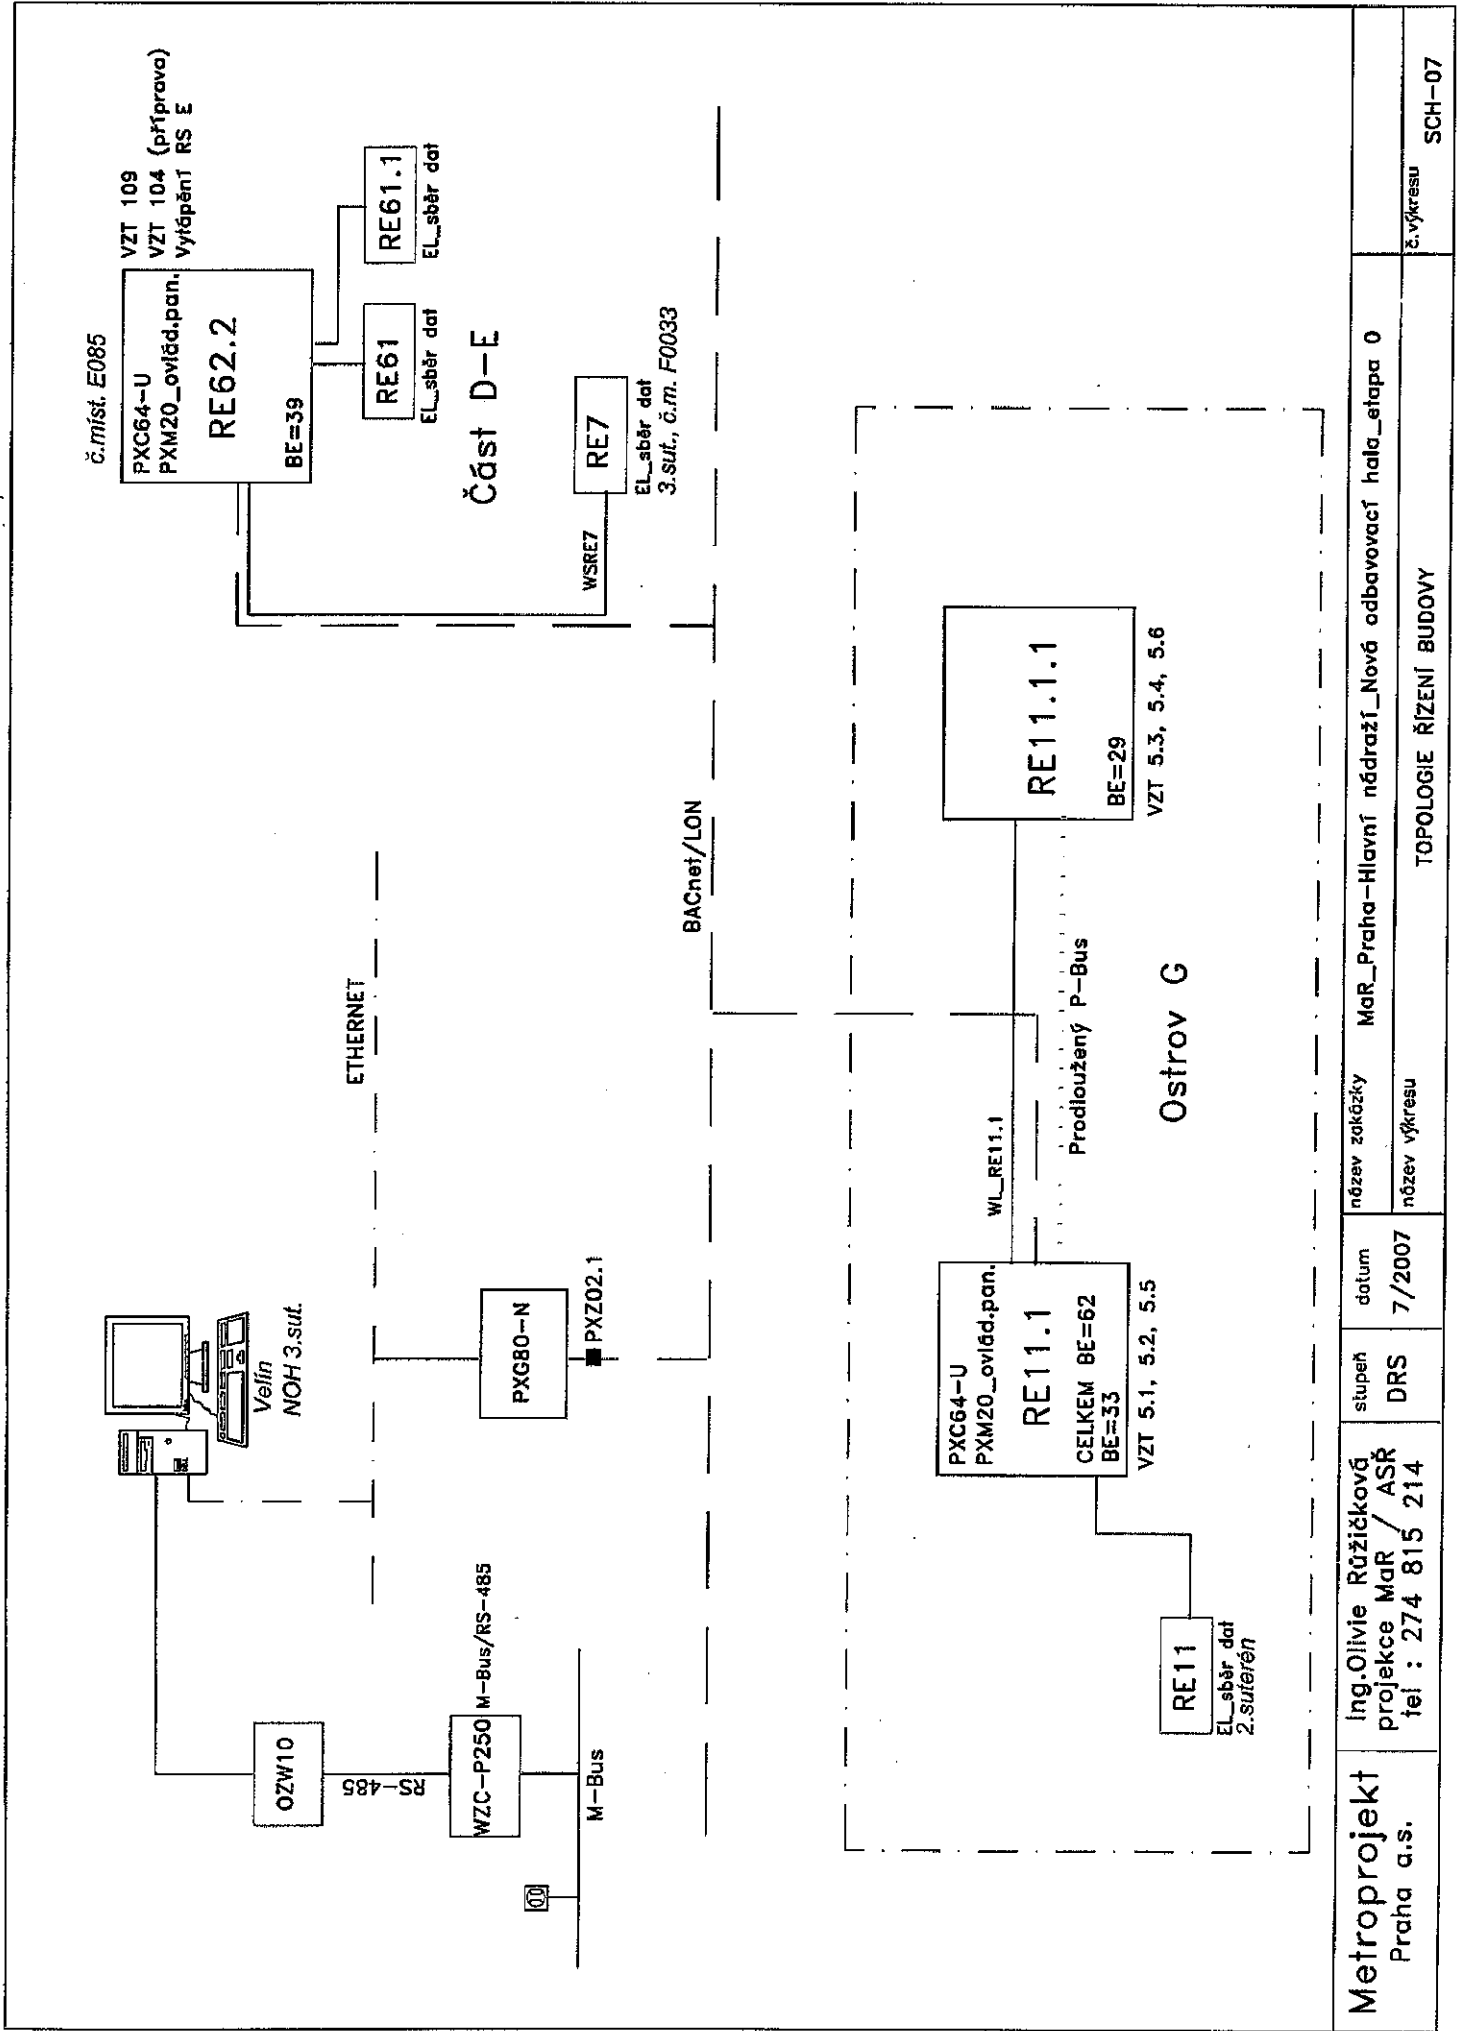 Velín
NOH 3.sut.
OZW10
RS-485
WZC-P250
M-Bus/RS-485
M-Bus
ETHERNET
PXG80-N
PXZ02.1
BACnet/LON
č.míst. E085
PXC64-U
PXM20_ovlád.pan.
RE62.2
BE=39
VZT 109
VZT 104 (příprava)
Vytápění RS E
RE61
EL_sběr dat
RE61.1
EL_sběr dat
Část D-E
WSRE7
RE7
EL_sběr dat
3.sut., č.m. F0033
PXC64-U
PXM20_ovlád.pan.
RE11.1
CELKEM BE=62
BE=33
VZT 5.1, 5.2, 5.5
WL_RE11.1
Prodloužený P-Bus
RE11.1.1
BE=29
VZT 5.3, 5.4, 5.6
Ostrov G
RE11
EL_sběr dat
2.suterén
Metroprojekt
Praha a.s.
Ing.Olivie Růžičková
projekce MaR / ASŘ
tel : 274 815 214
stupeň
DRS
datum
7/2007
název zakázky
MaR_Praha-Hlavní nádraží_Nová odbavovací hala_etapa 0
název výkresu
TOPOLOGIE ŘÍZENÍ BUDOVY
č.výkresu
SCH-07